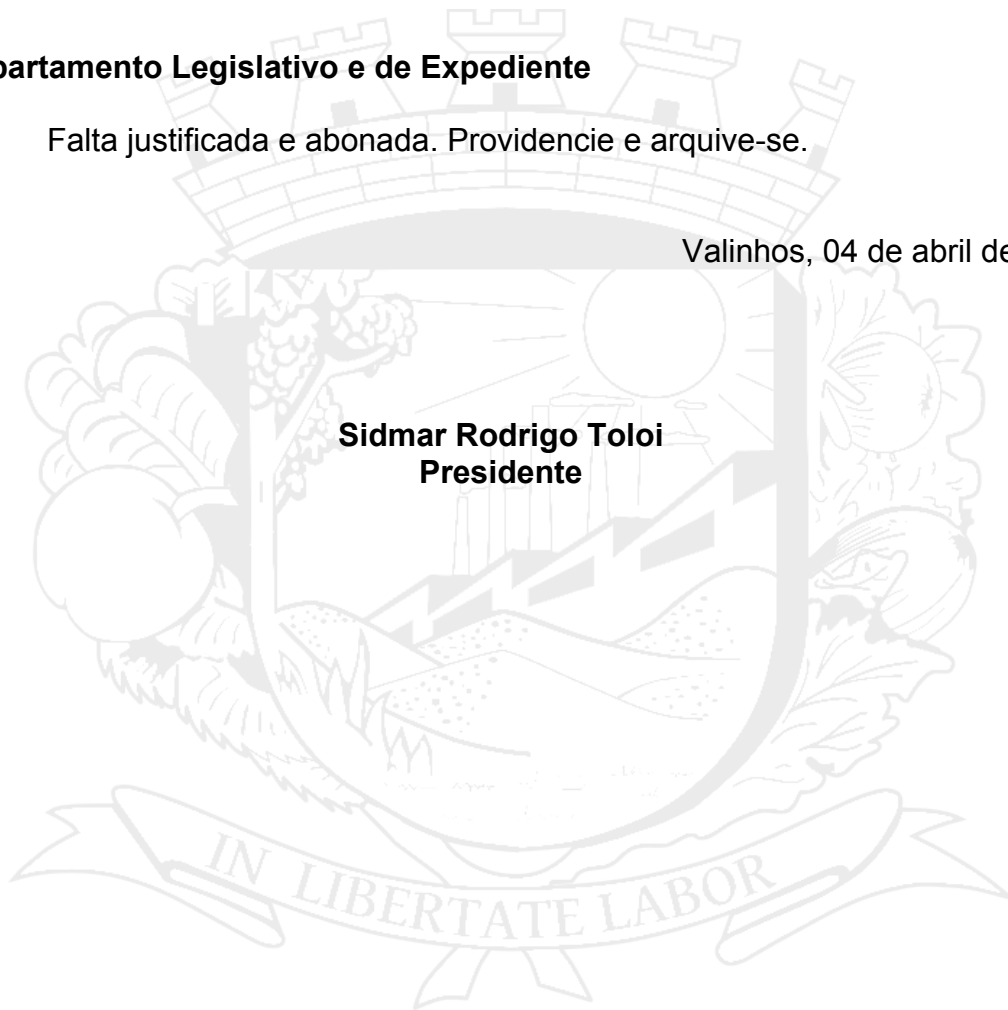 partamento Legislativo e de Expediente
Falta justificada e abonada. Providencie e arquive-se.
Valinhos, 04 de abril de
Sidmar Rodrigo Toloi
Presidente
IN LIBERTATE LABOR